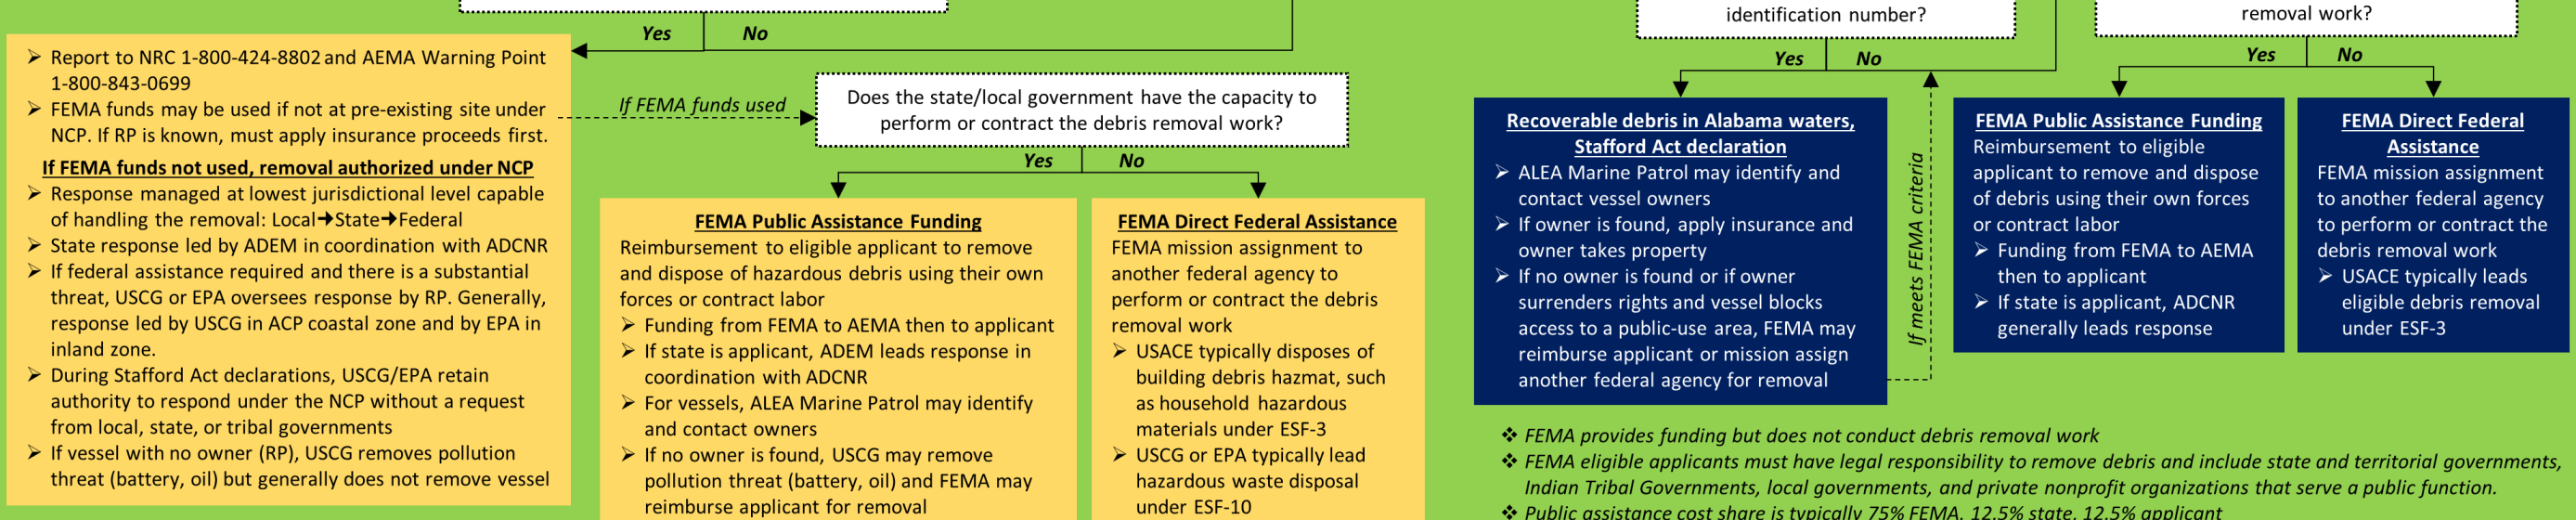 Yes No
➢ Report to NRC 1-800-424-8802 and AEMA Warning Point
1-800-843-0699
➢ FEMA funds may be used if not at pre-existing site under
NCP. If RP is known, must apply insurance proceeds first.
If FEMA funds not used, removal authorized under NCP
➢ Response managed at lowest jurisdictional level capable
of handling the removal: Local➔State➔Federal
➢ State response led by ADEM in coordination with ADCNR
➢ If federal assistance required and there is a substantial
threat, USCG or EPA oversees response by RP. Generally,
response led by USCG in ACP coastal zone and by EPA in
inland zone.
➢ During Stafford Act declarations, USCG/EPA retain
authority to respond under the NCP without a request
from local, state, or tribal governments
➢ If vessel with no owner (RP), USCG removes pollution
threat (battery, oil) but generally does not remove vessel
If FEMA funds used
Does the state/local government have the capacity to
perform or contract the debris removal work?
Yes No
FEMA Public Assistance Funding
Reimbursement to eligible applicant to remove
and dispose of hazardous debris using their own
forces or contract labor
➢ Funding from FEMA to AEMA then to applicant
➢ If state is applicant, ADEM leads response in
coordination with ADCNR
➢ For vessels, ALEA Marine Patrol may identify
and contact owners
➢ If no owner is found, USCG may remove
pollution threat (battery, oil) and FEMA may
reimburse applicant for removal
FEMA Direct Federal Assistance
FEMA mission assignment to
another federal agency to
perform or contract the debris
removal work
➢ USACE typically disposes of
building debris hazmat, such
as household hazardous
materials under ESF-3
➢ USCG or EPA typically lead
hazardous waste disposal
under ESF-10
identification number?
Yes No
Recoverable debris in Alabama waters,
Stafford Act declaration
➢ ALEA Marine Patrol may identify and
contact vessel owners
➢ If owner is found, apply insurance and
owner takes property
➢ If no owner is found or if owner
surrenders rights and vessel blocks
access to a public-use area, FEMA may
reimburse applicant or mission assign
another federal agency for removal
If meets FEMA criteria
removal work?
Yes No
FEMA Public Assistance Funding
Reimbursement to eligible
applicant to remove and dispose
of debris using their own forces
or contract labor
➢ Funding from FEMA to AEMA
then to applicant
➢ If state is applicant, ADCNR
generally leads response
FEMA Direct Federal
Assistance
FEMA mission assignment
to another federal agency
to perform or contract the
debris removal work
➢ USACE typically leads
eligible debris removal
under ESF-3
❖ FEMA provides funding but does not conduct debris removal work
❖ FEMA eligible applicants must have legal responsibility to remove debris and include state and territorial governments,
Indian Tribal Governments, local governments, and private nonprofit organizations that serve a public function.
❖ Public assistance cost share is typically 75% FEMA, 12.5% state, 12.5% applicant